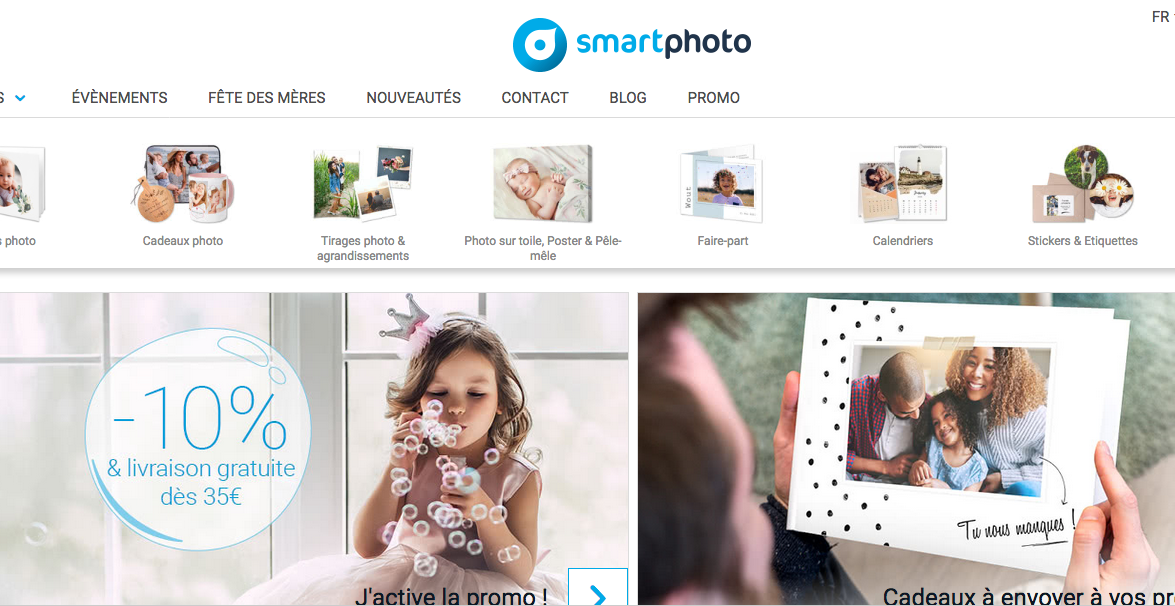 FR
smartphoto
S
ÉVÈNEMENTS
FÊTE DES MÈRES
NOUVEAUTÉS
CONTACT
BLOG
PROMO
s photo
Cadeaux photo
Tirages photo &
agrandissements
Photo sur toile, Poster & Pêle-
mêle
Wout
Faire-part
January
Calendriers
Stickers & Etiquettes
-10%
& livraison gratuite
dès 35€
J'active la promo !
Tu nous manques !
Cadeaux à envoyer à vos pr